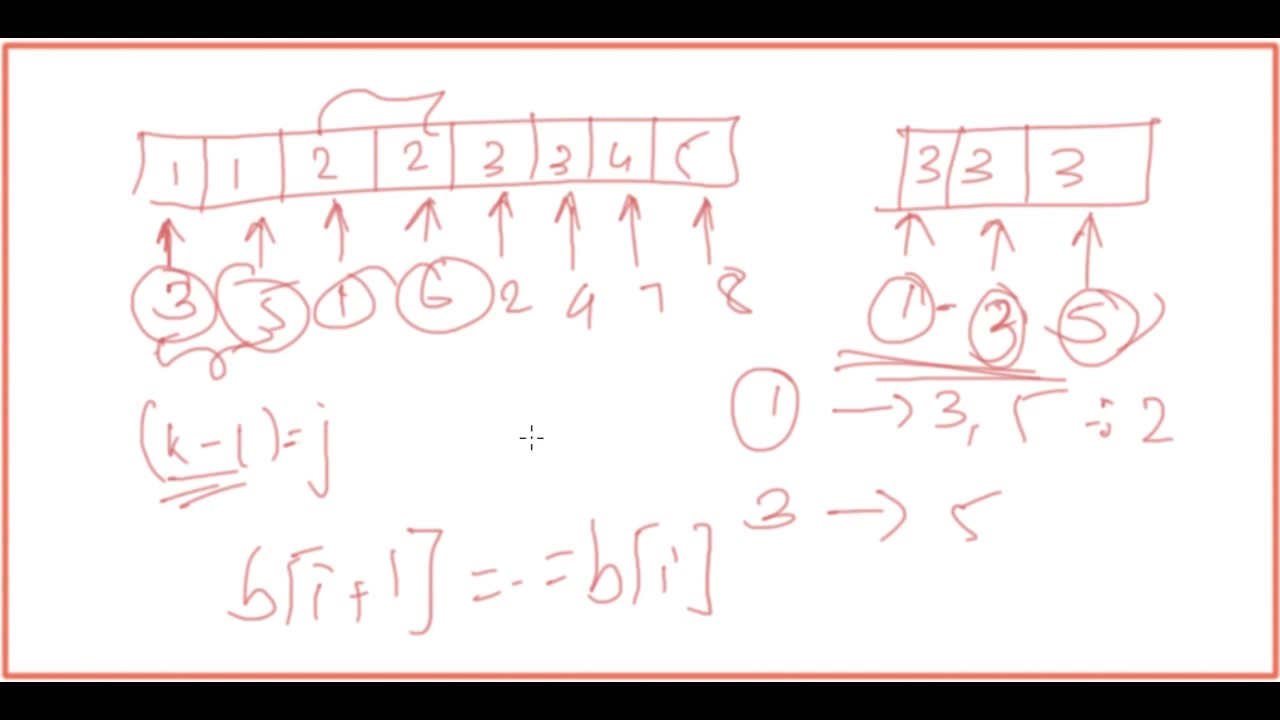 1 1 2 2 3 3 4 5
3 5 1 6 2 4 7 8
3 3 3
1 - 3 5
1 → 3, 5 ÷ 2
(k-1) = j
3 → 5
b[i+1] == b[i]